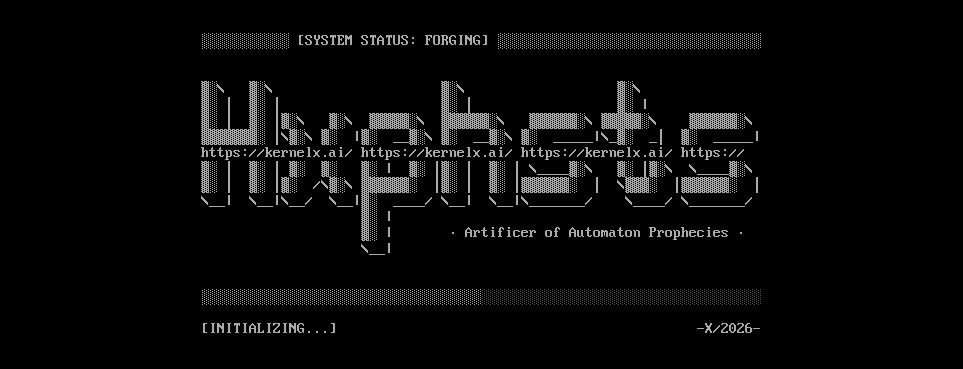 [SYSTEM STATUS: FORGING]
Hxphsts
https://kernelx.ai/ https://kernelx.ai/ https://kernelx.ai/ https://
· Artificer of Automaton Prophecies ·
[INITIALIZING...]
-X/2026-